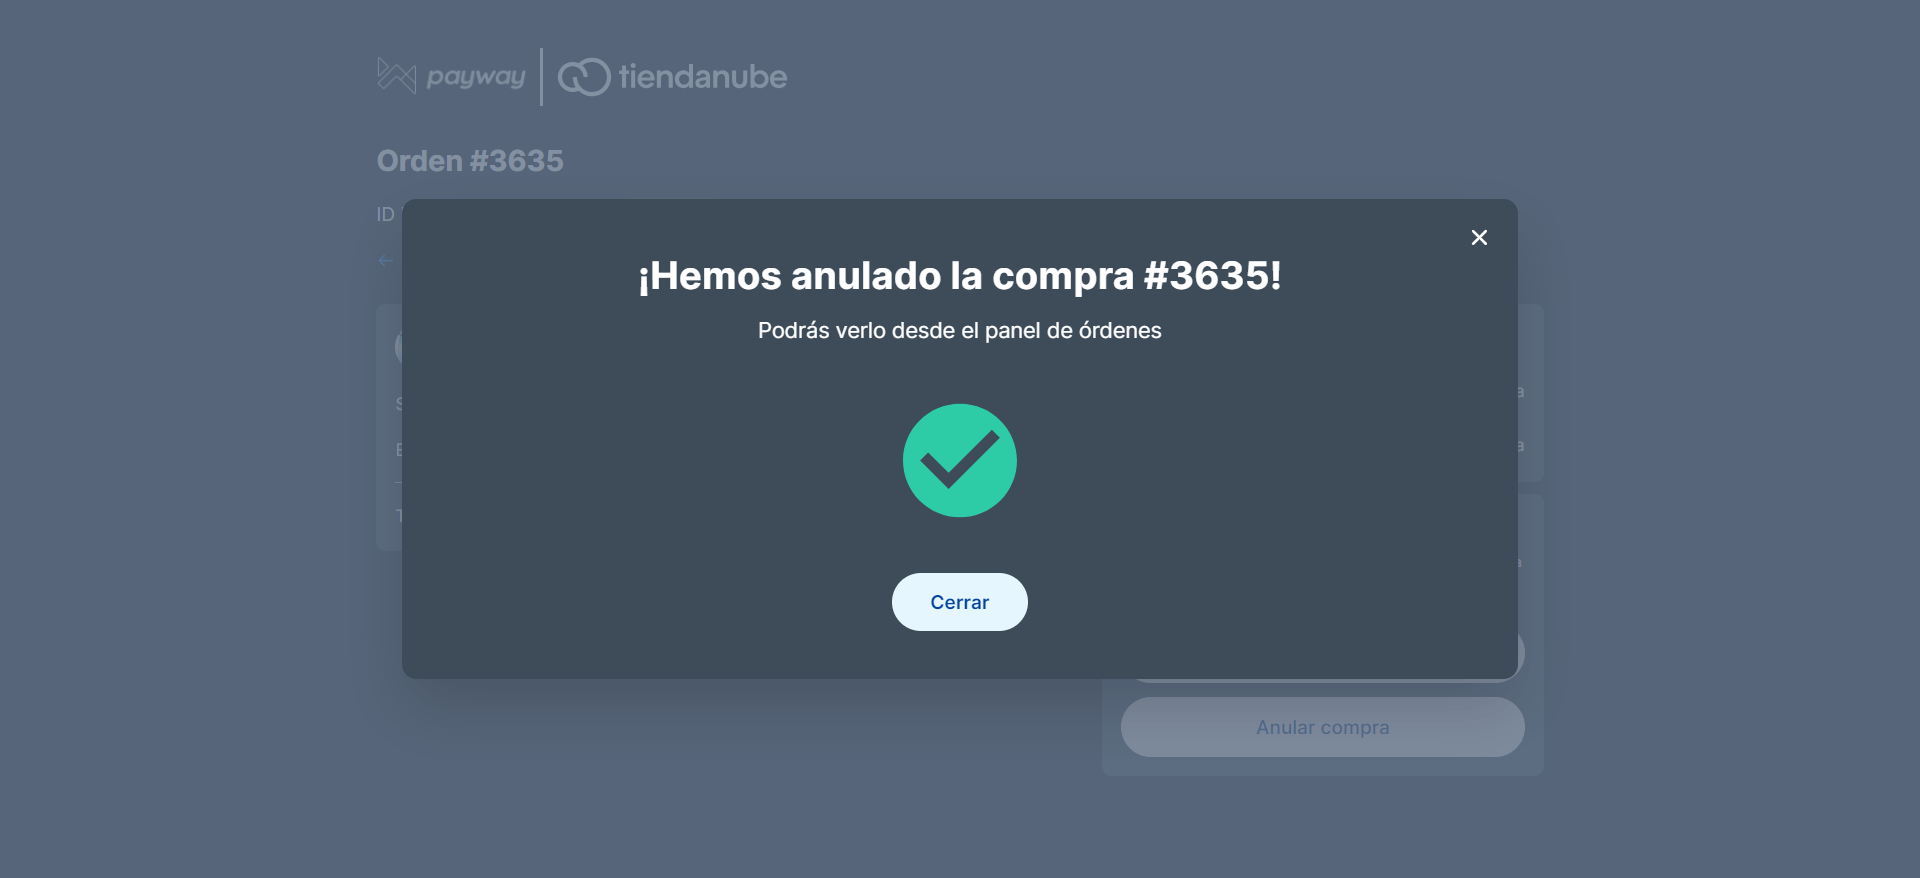 payway
tiendanube
Orden #3635
ID
¡Hemos anulado la compra #3635!
Podrás verlo desde el panel de órdenes
Cerrar
Anular compra